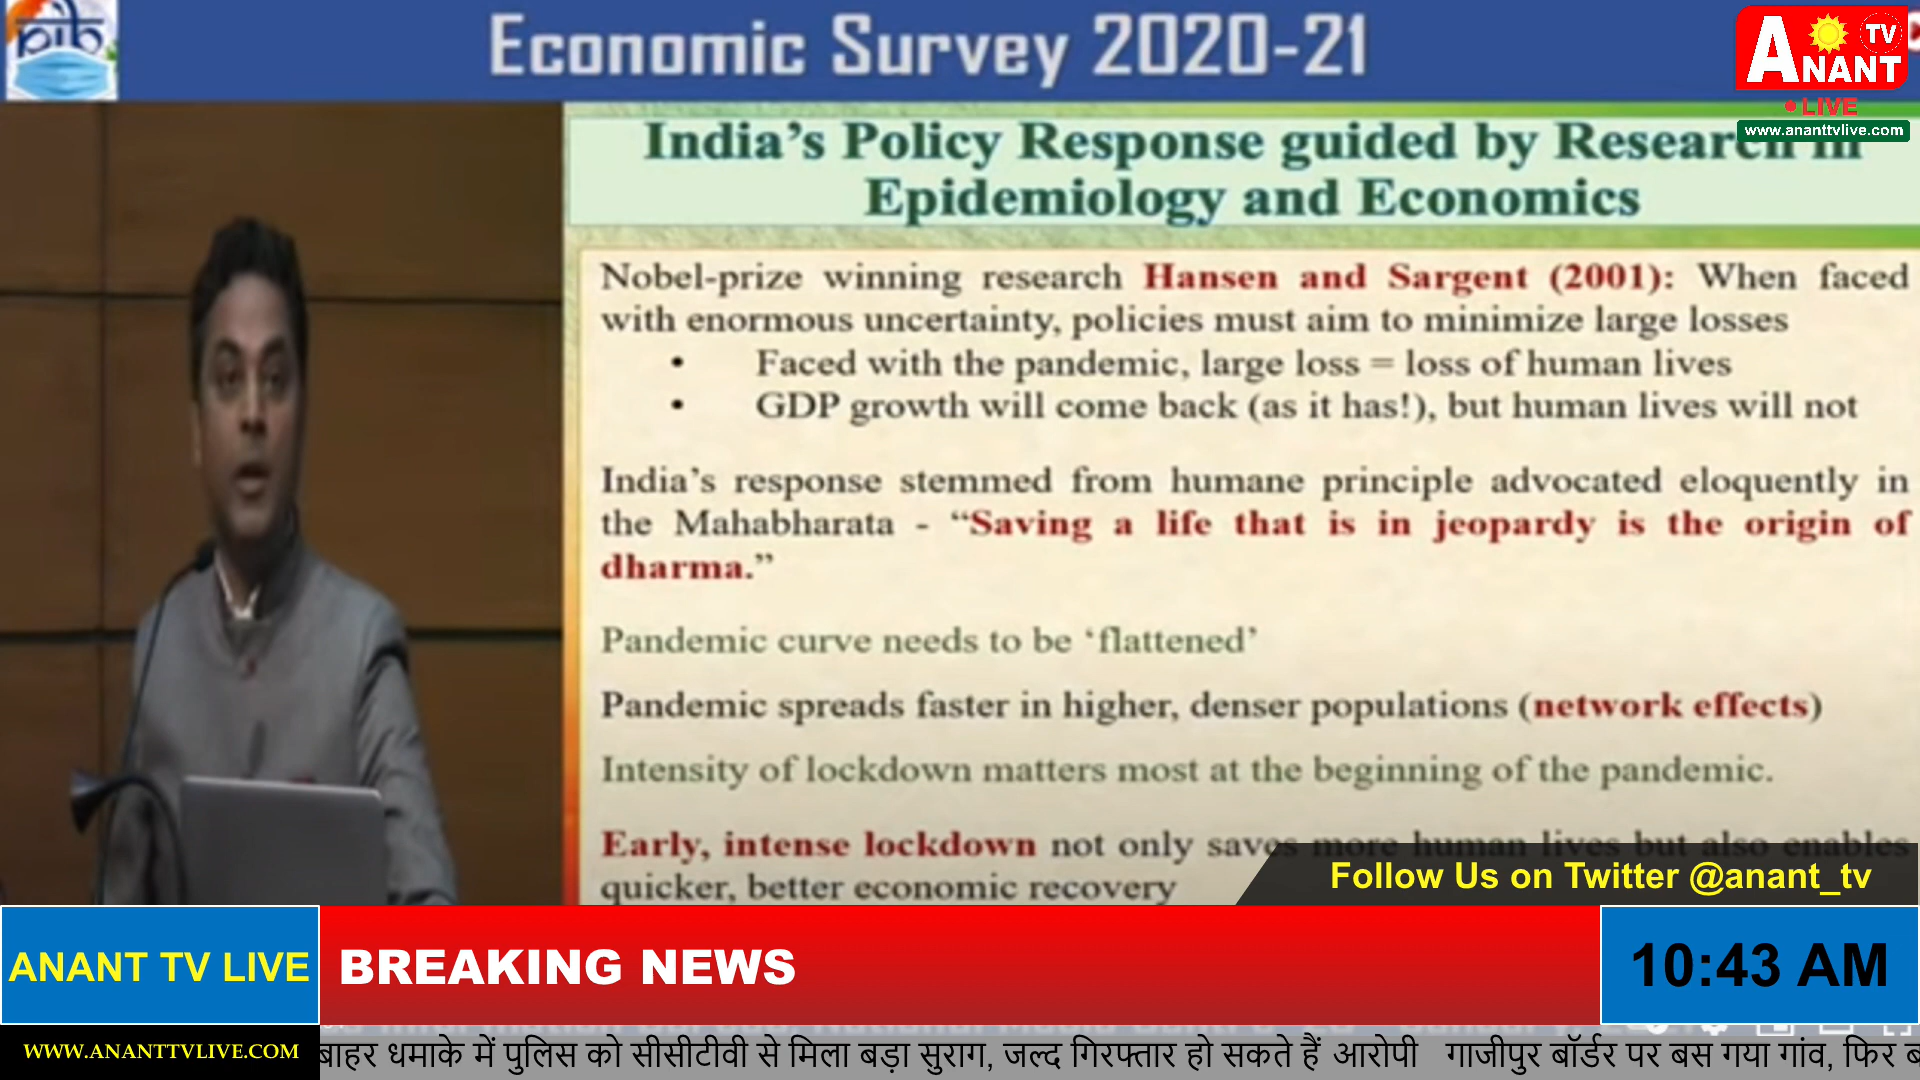 pib
Economic Survey 2020-21
ANANT TV
LIVE
www.ananttvlive.com
India's Policy Response guided by Research in
Epidemiology and Economics
Nobel-prize winning research Hansen and Sargent (2001): When faced
with enormous uncertainty, policies must aim to minimize large losses
• Faced with the pandemic, large loss = loss of human lives
• GDP growth will come back (as it has!), but human lives will not
India's response stemmed from humane principle advocated eloquently in
the Mahabharata - “Saving a life that is in jeopardy is the origin of
dharma.”
Pandemic curve needs to be ‘flattened’
Pandemic spreads faster in higher, denser populations (network effects)
Intensity of lockdown matters most at the beginning of the pandemic.
Early, intense lockdown not only saves more human lives but also enables
quicker, better economic recovery
Follow Us on Twitter @anant_tv
ANANT TV LIVE
BREAKING NEWS
10:43 AM
WWW.ANANTTVLIVE.COM
बाहर धमाके में पुलिस को सीसीटीवी से मिला बड़ा सुराग, जल्द गिरफ्तार हो सकते हैं आरोपी गाजीपुर बॉर्डर पर बस गया गांव, फिर